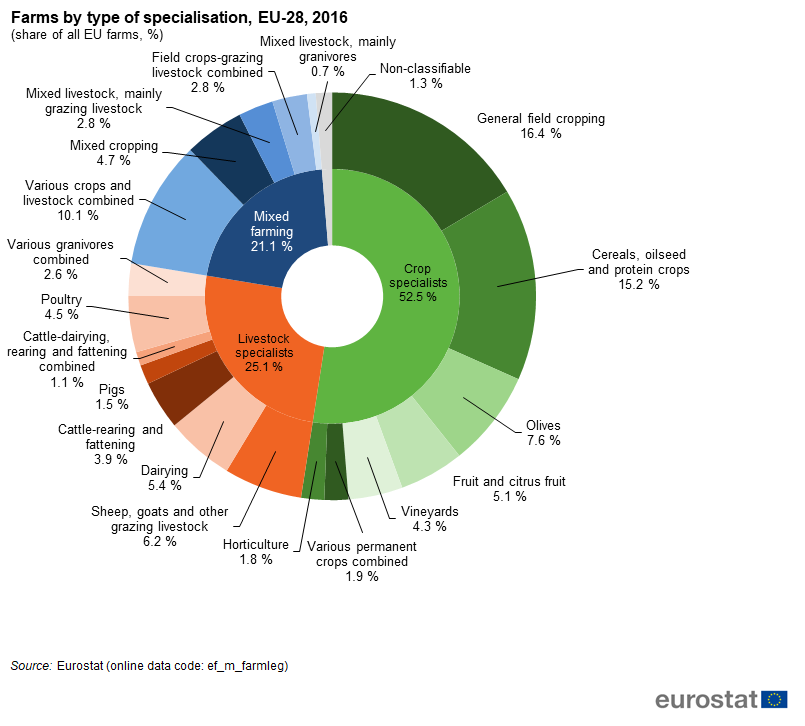 Farms by type of specialisation, EU-28, 2016
(share of all EU farms, %)
Mixed livestock, mainly
granivores
0.7 %
Non-classifiable
1.3 %
General field cropping
16.4 %
Cereals, oilseed
and protein crops
15.2 %
Olives
7.6 %
Fruit and citrus fruit
5.1 %
Vineyards
4.3 %
Various permanent
crops combined
1.9 %
Horticulture
1.8 %
Sheep, goats and other
grazing livestock
6.2 %
Dairying
5.4 %
Cattle-rearing and
fattening
3.9 %
Pigs
1.5 %
Cattle-dairying,
rearing and fattening
combined
1.1 %
Poultry
4.5 %
Various granivores
combined
2.6 %
Various crops and
livestock combined
10.1 %
Mixed cropping
4.7 %
Mixed livestock, mainly
grazing livestock
2.8 %
Field crops-grazing
livestock combined
2.8 %
Crop
specialists
52.5 %
Livestock
specialists
25.1 %
Mixed
farming
21.1 %
Source: Eurostat (online data code: ef_m_farmleg)
eurostat